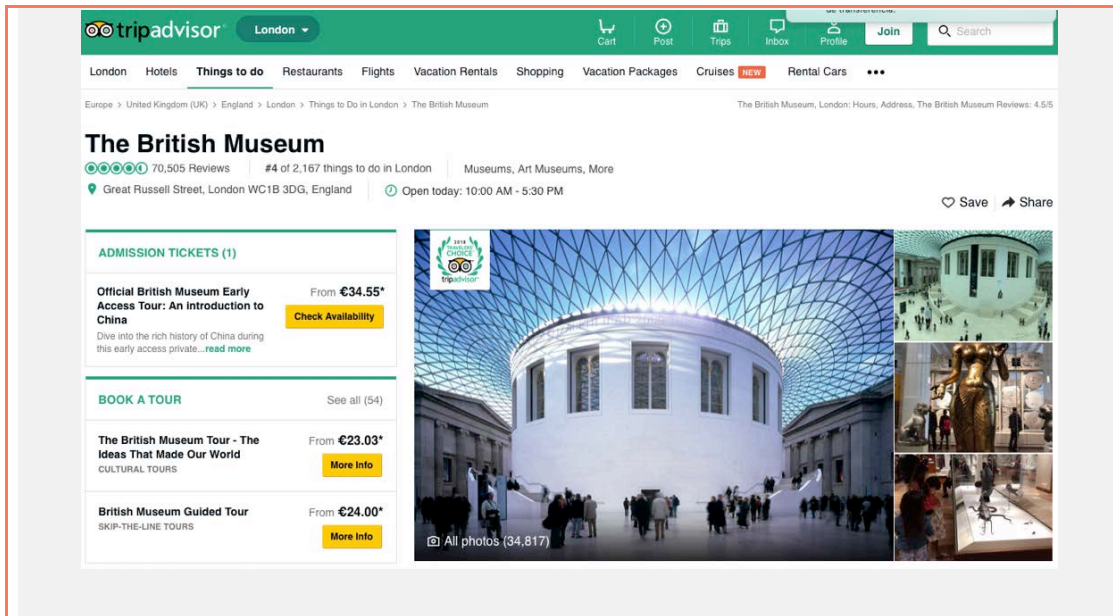 de transferência.
tripadvisor London
Cart Post Trips Inbox Profile Join Search
London Hotels Things to do Restaurants Flights Vacation Rentals Shopping Vacation Packages Cruises NEW Rental Cars •••
Europe > United Kingdom (UK) > England > London > Things to Do in London > The British Museum
The British Museum, London: Hours, Address, The British Museum Reviews: 4.5/5
The British Museum
70,505 Reviews #4 of 2,167 things to do in London Museums, Art Museums, More
Great Russell Street, London WC1B 3DG, England Open today: 10:00 AM - 5:30 PM
Save Share
ADMISSION TICKETS (1)
Official British Museum Early
Access Tour: An introduction to
China
From €34.55*
Check Availability
Dive into the rich history of China during
this early access private...read more
BOOK A TOUR See all (54)
The British Museum Tour - The
Ideas That Made Our World
CULTURAL TOURS
From €23.03*
More Info
British Museum Guided Tour
SKIP-THE-LINE TOURS
From €24.00*
More Info
2018
TRAVELERS'
CHOICE
tripadvisor
All photos (34,817)